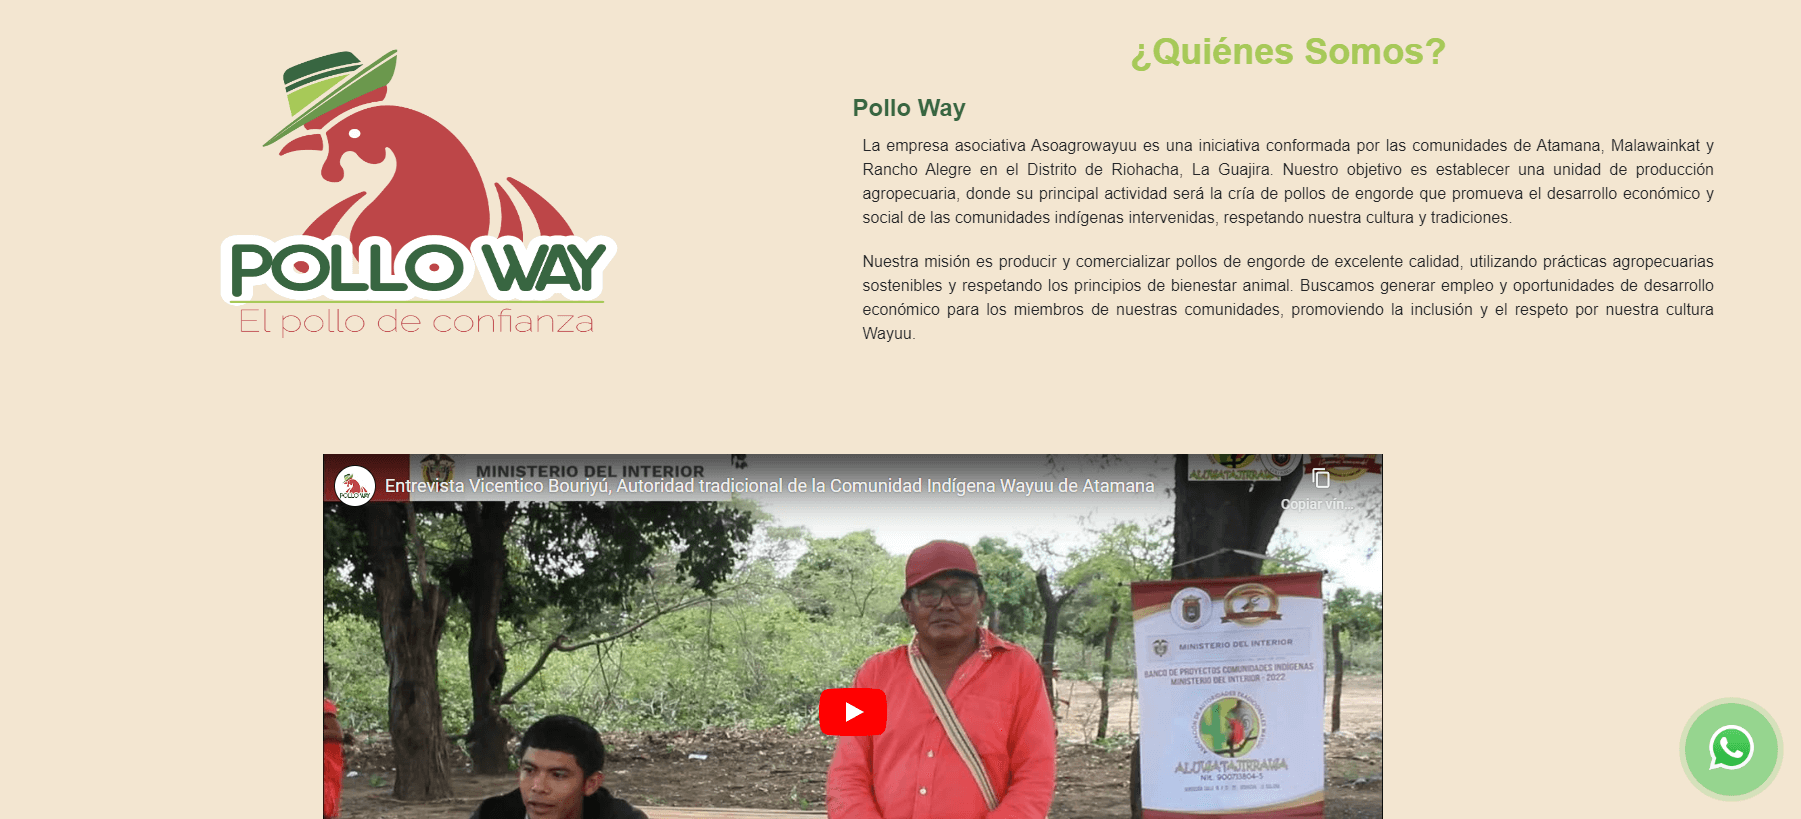 ¿Quiénes Somos?
Pollo Way
La empresa asociativa Asoagrowayuu es una iniciativa conformada por las comunidades de Atamana, Malawainkat y
Rancho Alegre en el Distrito de Riohacha, La Guajira. Nuestro objetivo es establecer una unidad de producción
agropecuaria, donde su principal actividad será la cría de pollos de engorde que promueva el desarrollo económico y
social de las comunidades indígenas intervenidas, respetando nuestra cultura y tradiciones.
Nuestra misión es producir y comercializar pollos de engorde de excelente calidad, utilizando prácticas agropecuarias
sostenibles y respetando los principios de bienestar animal. Buscamos generar empleo y oportunidades de desarrollo
económico para los miembros de nuestras comunidades, promoviendo la inclusión y el respeto por nuestra cultura
Wayuu.
POLLO WAY
El pollo de confianza
MINISTERIO DEL INTERIOR
POLLO WAY
Entrevista Vicentico Bouriyú, Autoridad tradicional de la Comunidad Indígena Wayuu de Atamana
Copiar vín...
MINISTERIO DEL INTERIOR
BANCO DE PROYECTOS COMUNIDADES INDÍGENAS
MINISTERIO DEL INTERIOR - 2022
NIt. 900713804-5